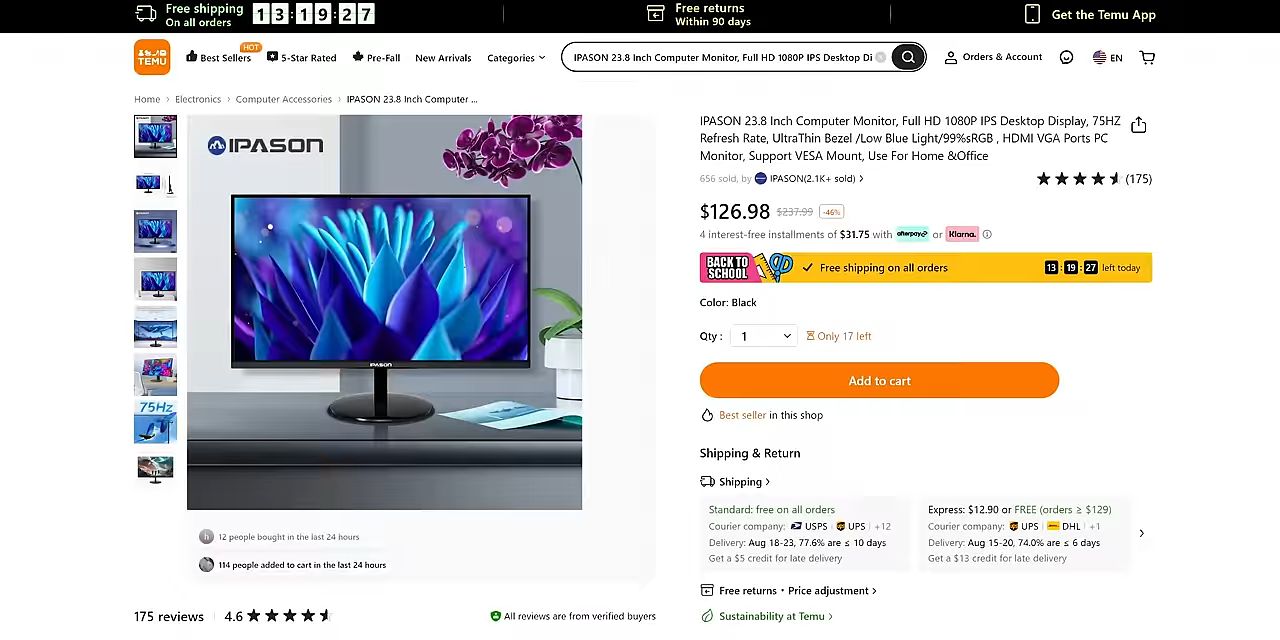 Free shipping
On all orders
13:19:27
Free returns
Within 90 days
Get the Temu App
TEMU
Best Sellers
HOT
5-Star Rated
Pre-Fall
New Arrivals
Categories
IPASON 23.8 Inch Computer Monitor, Full HD 1080P IPS Desktop Di
Orders & Account
EN
Home › Electronics › Computer Accessories › IPASON 23.8 Inch Computer ...
IPASON
IPASON
75Hz
12 people bought in the last 24 hours
114 people added to cart in the last 24 hours
175 reviews
4.6
All reviews are from verified buyers
IPASON 23.8 Inch Computer Monitor, Full HD 1080P IPS Desktop Display, 75HZ
Refresh Rate, UltraThin Bezel /Low Blue Light/99%sRGB , HDMI VGA Ports PC
Monitor, Support VESA Mount, Use For Home &Office
656 sold, by IPASON(2.1K+ sold) ›
(175)
$126.98 $237.99 -46%
4 interest-free installments of $31.75 with afterpay or Klarna.
BACK TO
SCHOOL
Free shipping on all orders
13:19:27 left today
Color: Black
Qty : 1
Only 17 left
Add to cart
Best seller in this shop
Shipping & Return
Shipping ›
Standard: free on all orders
Courier company: USPS UPS +12
Delivery: Aug 18-23, 77.6% are ≤ 10 days
Get a $5 credit for late delivery
Express: $12.90 or FREE (orders ≥ $129)
Courier company: UPS DHL +1
Delivery: Aug 15-20, 74.0% are ≤ 6 days
Get a $13 credit for late delivery
Free returns • Price adjustment ›
Sustainability at Temu ›